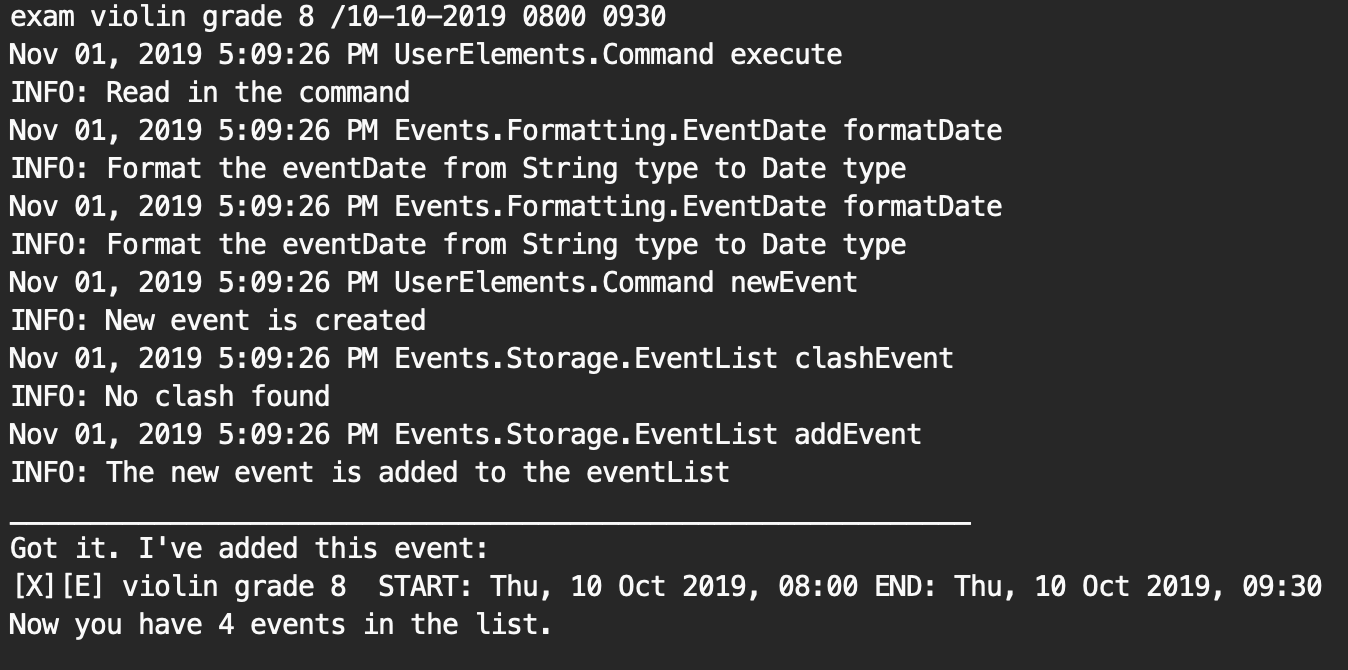 exam violin grade 8 /10-10-2019 0800 0930
Nov 01, 2019 5:09:26 PM UserElements.Command execute
INFO: Read in the command
Nov 01, 2019 5:09:26 PM Events.Formatting.EventDate formatDate
INFO: Format the eventDate from String type to Date type
Nov 01, 2019 5:09:26 PM Events.Formatting.EventDate formatDate
INFO: Format the eventDate from String type to Date type
Nov 01, 2019 5:09:26 PM UserElements.Command newEvent
INFO: New event is created
Nov 01, 2019 5:09:26 PM Events.Storage.EventList clashEvent
INFO: No clash found
Nov 01, 2019 5:09:26 PM Events.Storage.EventList addEvent
INFO: The new event is added to the eventList
____________________________________________________________
Got it. I've added this event:
[X][E] violin grade 8  START: Thu, 10 Oct 2019, 08:00 END: Thu, 10 Oct 2019, 09:30
Now you have 4 events in the list.